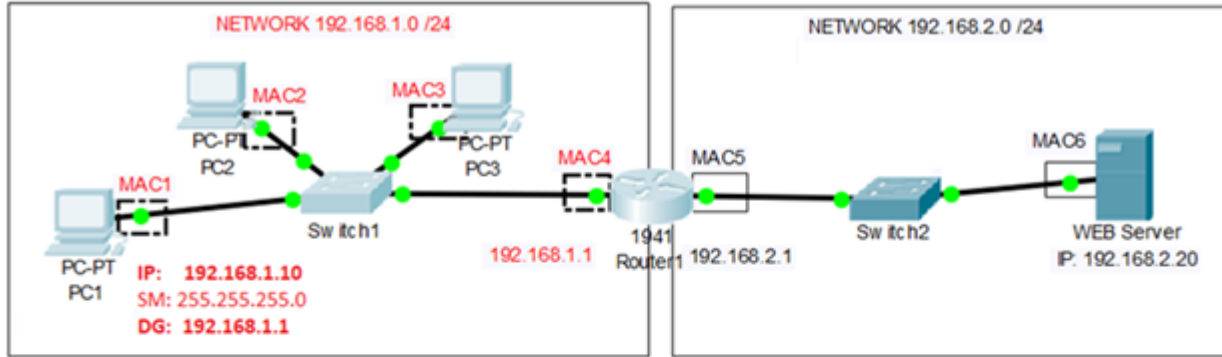 NETWORK 192.168.1.0 /24
NETWORK 192.168.2.0 /24
MAC2
MAC3
PC-PT
PC2
PC-PT
PC3
MAC4
MAC5
MAC6
MAC1
Switch1
1941
Router1
192.168.1.1
192.168.2.1
Switch2
WEB Server
IP: 192.168.2.20
PC-PT
PC1
IP: 192.168.1.10
SM: 255.255.255.0
DG: 192.168.1.1